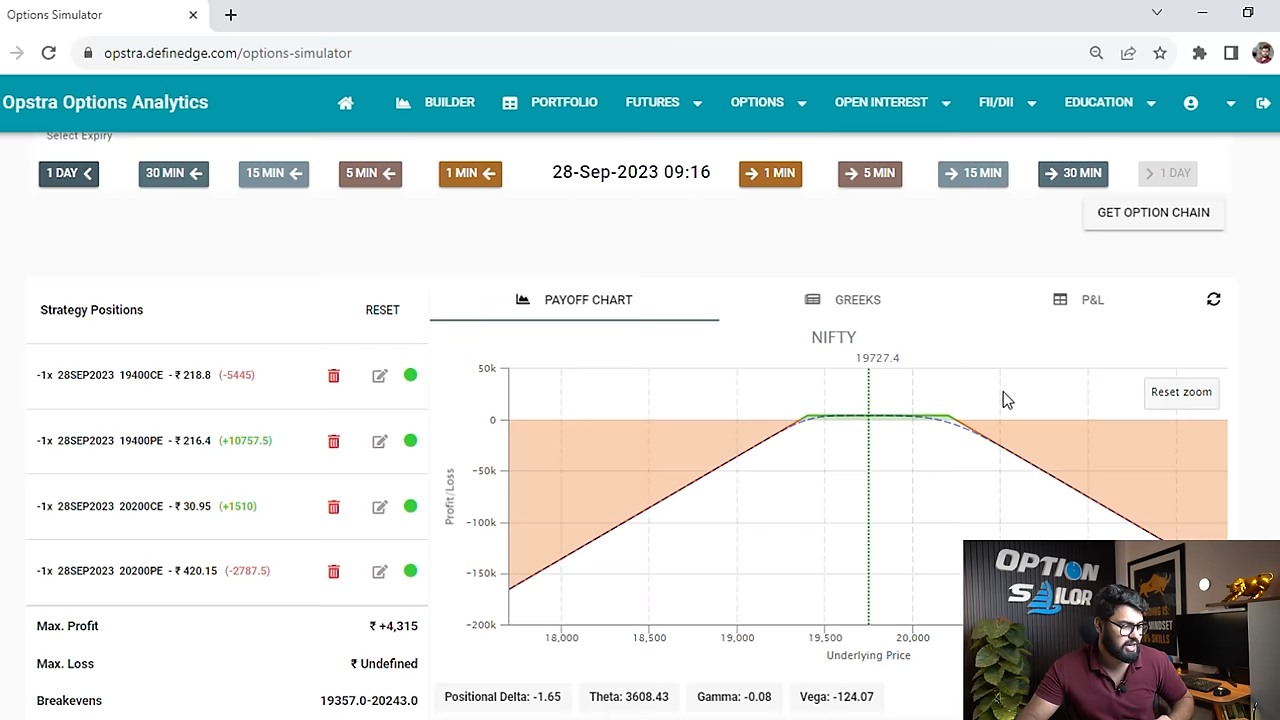 Options Simulator
opstra.definedge.com/options-simulator
Opstra Options Analytics
BUILDER
PORTFOLIO
FUTURES
OPTIONS
OPEN INTEREST
FII/DII
EDUCATION
Select Expiry
1 DAY
30 MIN
15 MIN
5 MIN
1 MIN
28-Sep-2023 09:16
1 MIN
5 MIN
15 MIN
30 MIN
1 DAY
GET OPTION CHAIN
Strategy Positions
RESET
PAYOFF CHART
GREEKS
P&L
-1x 28SEP2023 19400CE - ₹ 218.8 (-5445)
-1x 28SEP2023 19400PE - ₹ 216.4 (+10757.5)
-1x 28SEP2023 20200CE - ₹ 30.95 (+1510)
-1x 28SEP2023 20200PE - ₹ 420.15 (-2787.5)
Max. Profit ₹ +4,315
Max. Loss ₹ Undefined
Breakevens 19357.0-20243.0
NIFTY
19727.4
Reset zoom
50k
0
-50k
-100k
-150k
-200k
Profit/Loss
18,000 18,500 19,000 19,500 20,000
Underlying Price
Positional Delta: -1.65
Theta: 3608.43
Gamma: -0.08
Vega: -124.07
OPTION
SAILOR